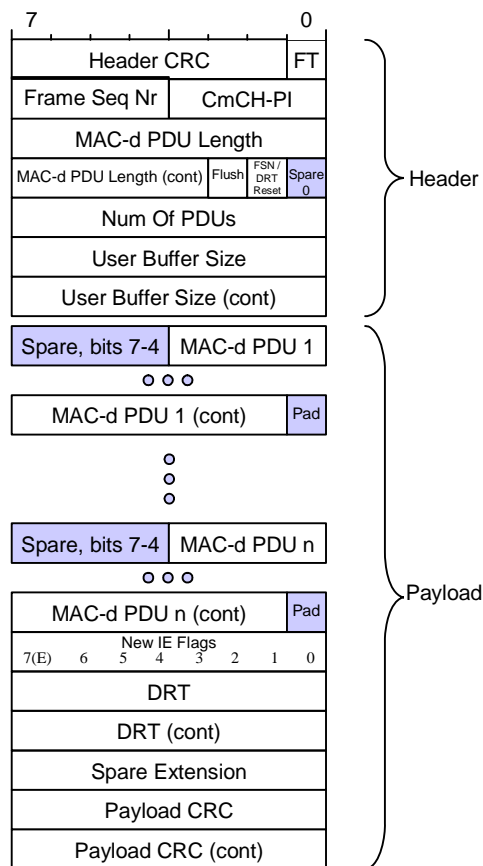 7 0
Header CRC FT
Frame Seq Nr CmCH-PI
MAC-d PDU Length
MAC-d PDU Length (cont) Flush FSN / DRT Reset Spare 0
Num Of PDUs
User Buffer Size
User Buffer Size (cont)
Header
Spare, bits 7-4 MAC-d PDU 1
MAC-d PDU 1 (cont) Pad
Spare, bits 7-4 MAC-d PDU n
MAC-d PDU n (cont) Pad
Payload
New IE Flags
7(E) 6 5 4 3 2 1 0
DRT
DRT (cont)
Spare Extension
Payload CRC
Payload CRC (cont)